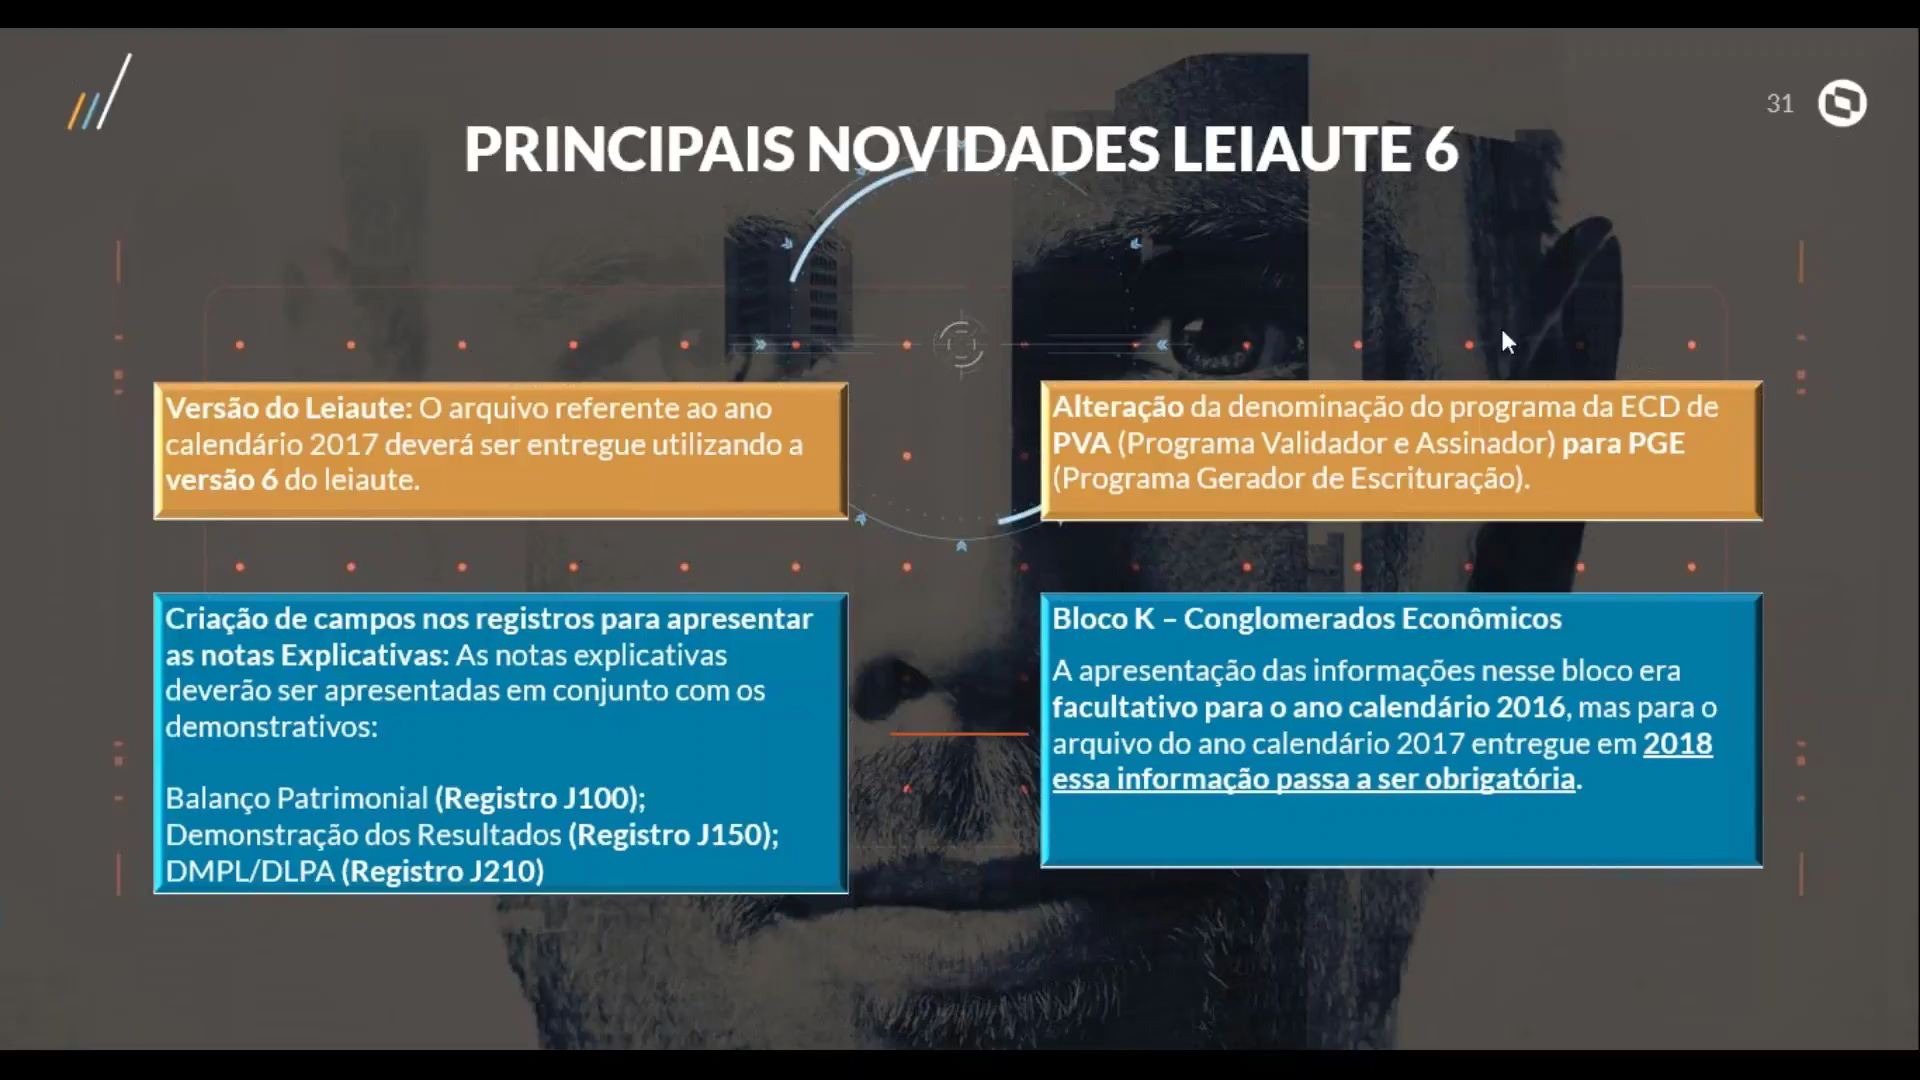 31
PRINCIPAIS NOVIDADES LEIAUTE 6
Versão do Leiaute: O arquivo referente ao ano
calendário 2017 deverá ser entregue utilizando a
versão 6 do leiaute.
Alteração da denominação do programa da ECD de
PVA (Programa Validador e Assinador) para PGE
(Programa Gerador de Escrituração).
Criação de campos nos registros para apresentar
as notas Explicativas: As notas explicativas
deverão ser apresentadas em conjunto com os
demonstrativos:
Balanço Patrimonial (Registro J100);
Demonstração dos Resultados (Registro J150);
DMPL/DLPA (Registro J210)
Bloco K – Conglomerados Econômicos
A apresentação das informações nesse bloco era
facultativo para o ano calendário 2016, mas para o
arquivo do ano calendário 2017 entregue em 2018
essa informação passa a ser obrigatória.